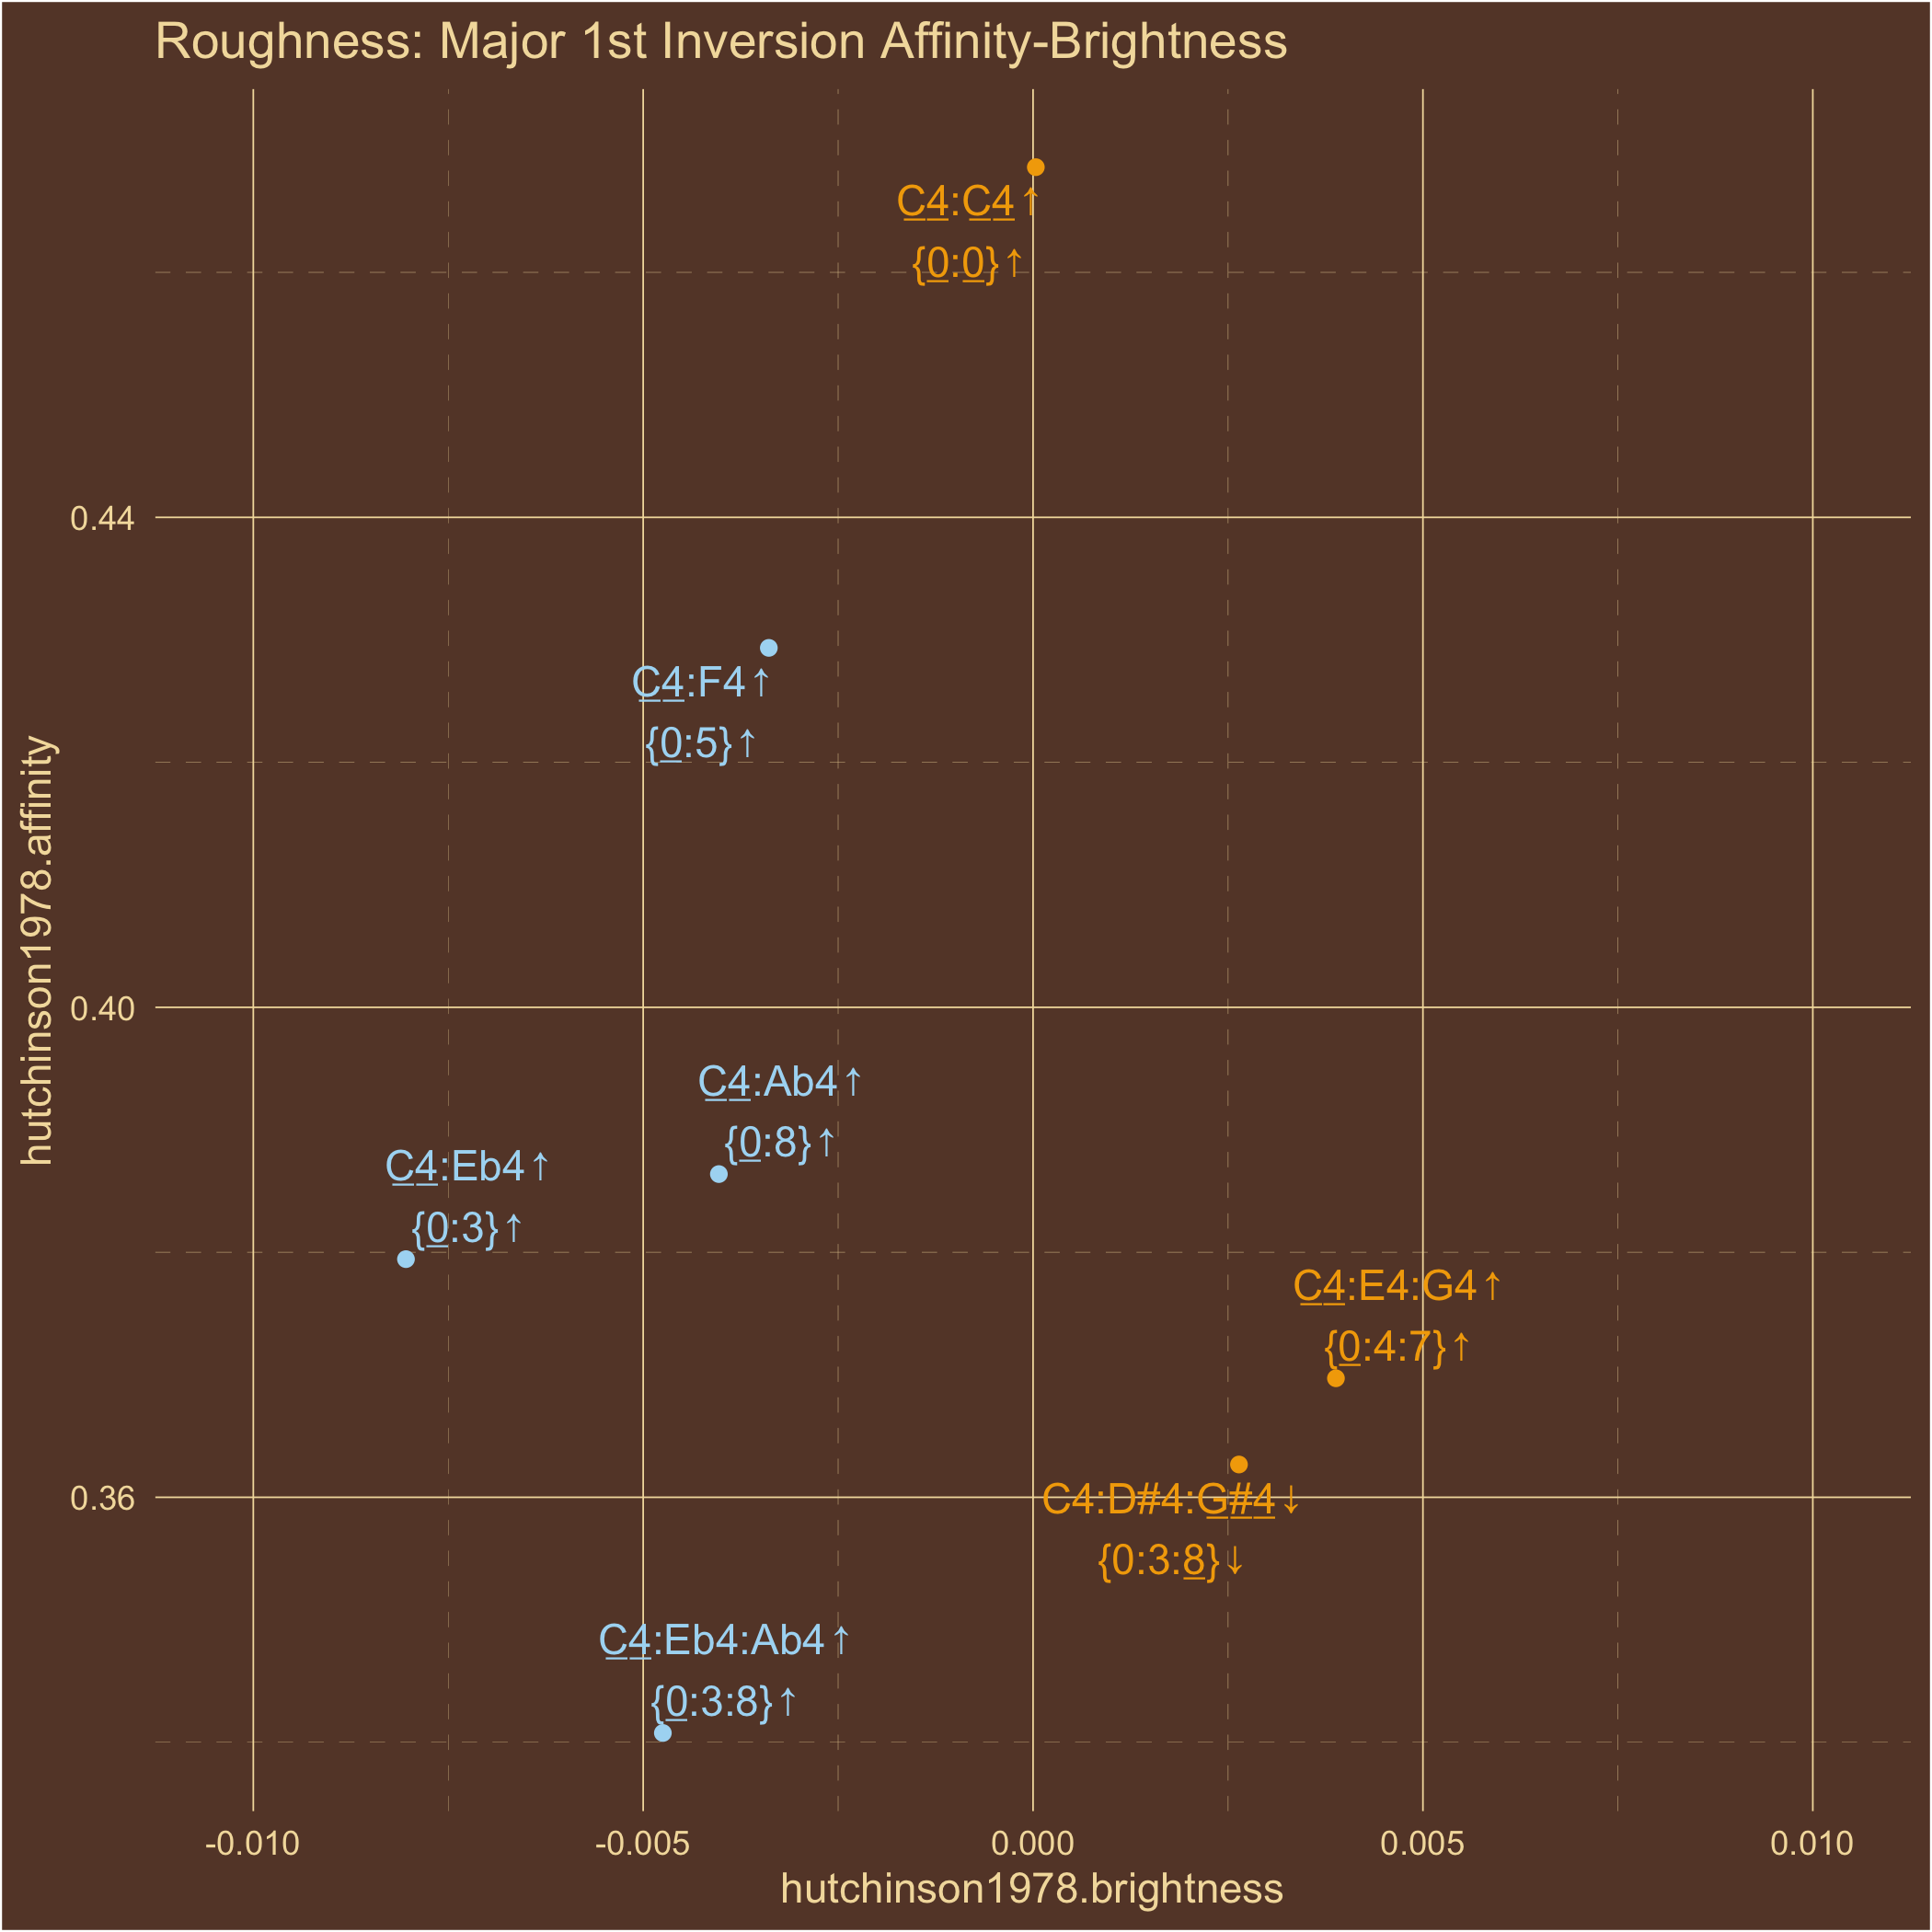 Roughness: Major 1st Inversion Affinity-Brightness
C4:C4↑
{0:0}↑
0.44
C4:F4↑
{0:5}↑
hutchinson1978.affinity
0.40
C4:Ab4↑
{0:8}↑
C4:Eb4↑
{0:3}↑
C4:E4:G4↑
{0:4:7}↑
0.36
C4:D#4:G#4↓
{0:3:8}↓
C4:Eb4:Ab4↑
{0:3:8}↑
-0.010 -0.005 0.000 0.005 0.010
hutchinson1978.brightness